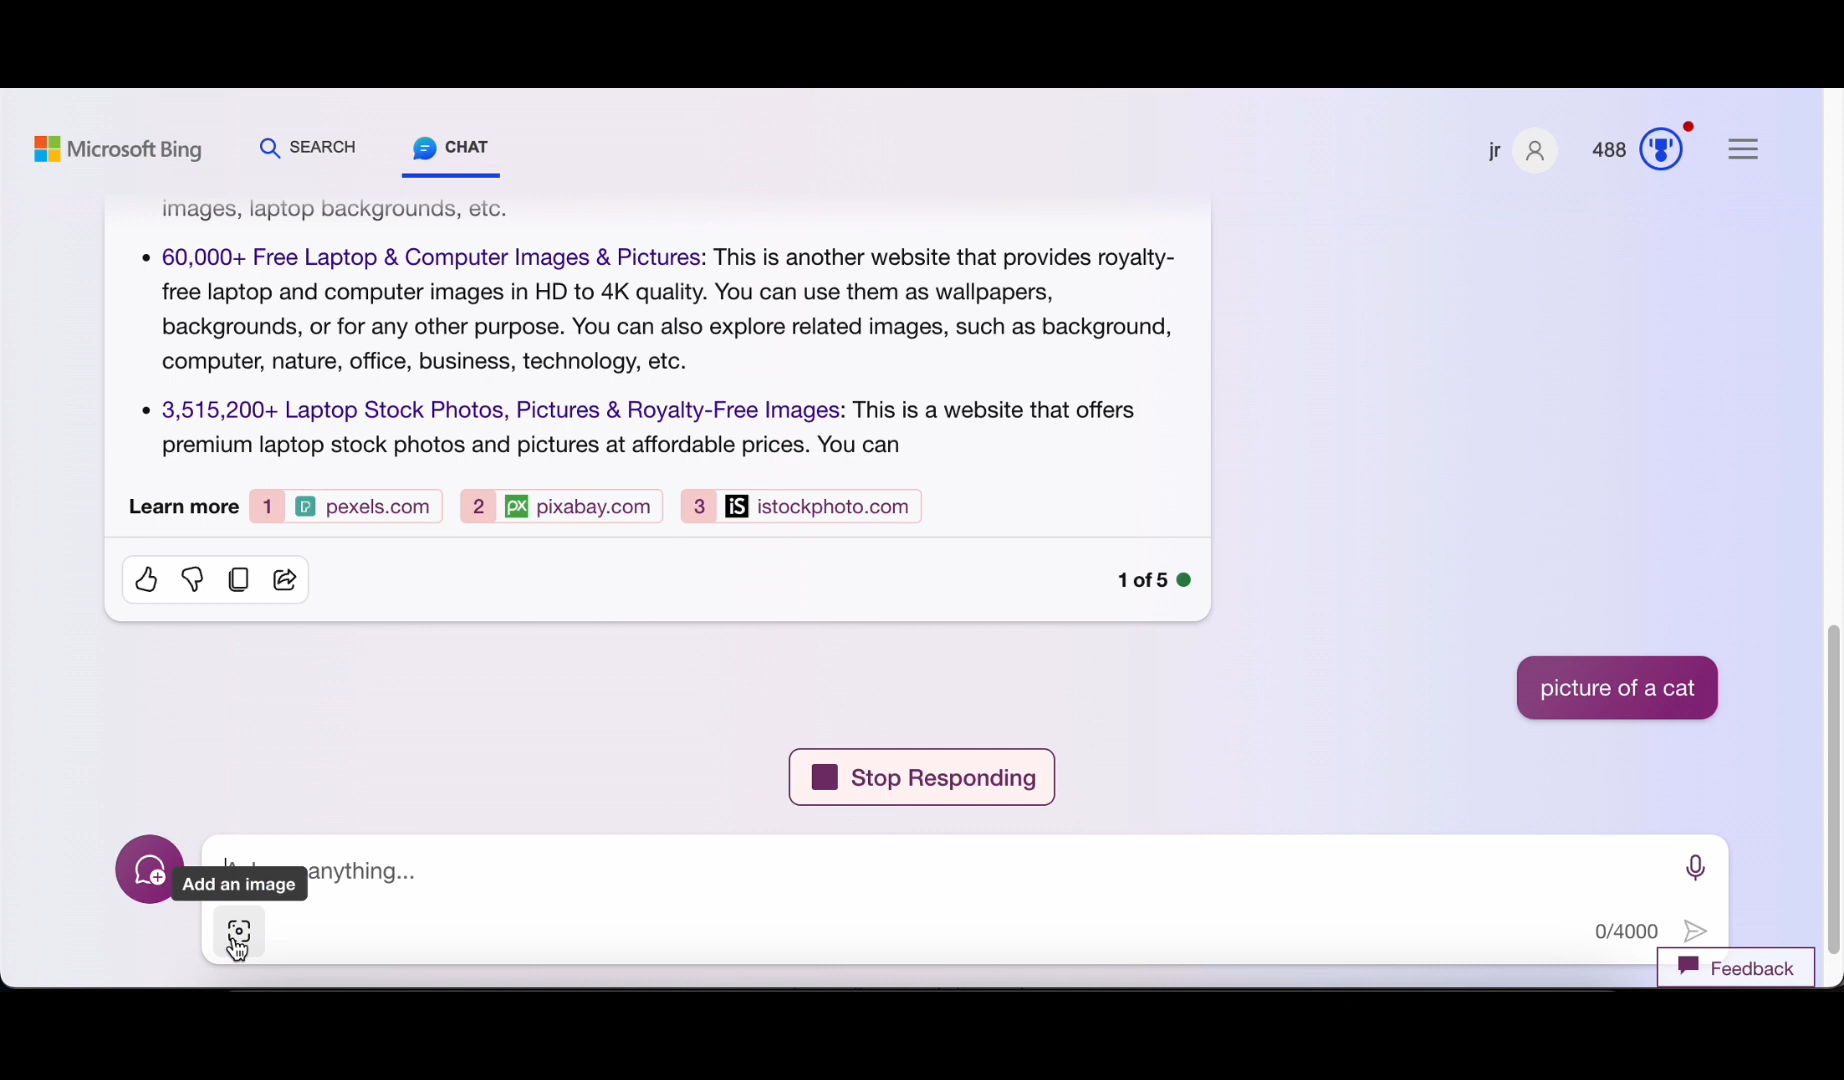 Microsoft Bing
SEARCH
CHAT
jr
488
images, laptop backgrounds, etc.
• 60,000+ Free Laptop & Computer Images & Pictures: This is another website that provides royalty-
free laptop and computer images in HD to 4K quality. You can use them as wallpapers,
backgrounds, or for any other purpose. You can also explore related images, such as background,
computer, nature, office, business, technology, etc.
• 3,515,200+ Laptop Stock Photos, Pictures & Royalty-Free Images: This is a website that offers
premium laptop stock photos and pictures at affordable prices. You can
Learn more 1 pexels.com 2 px pixabay.com 3 iS istockphoto.com
1 of 5
picture of a cat
Stop Responding
anything...
Add an image
0/4000
Feedback